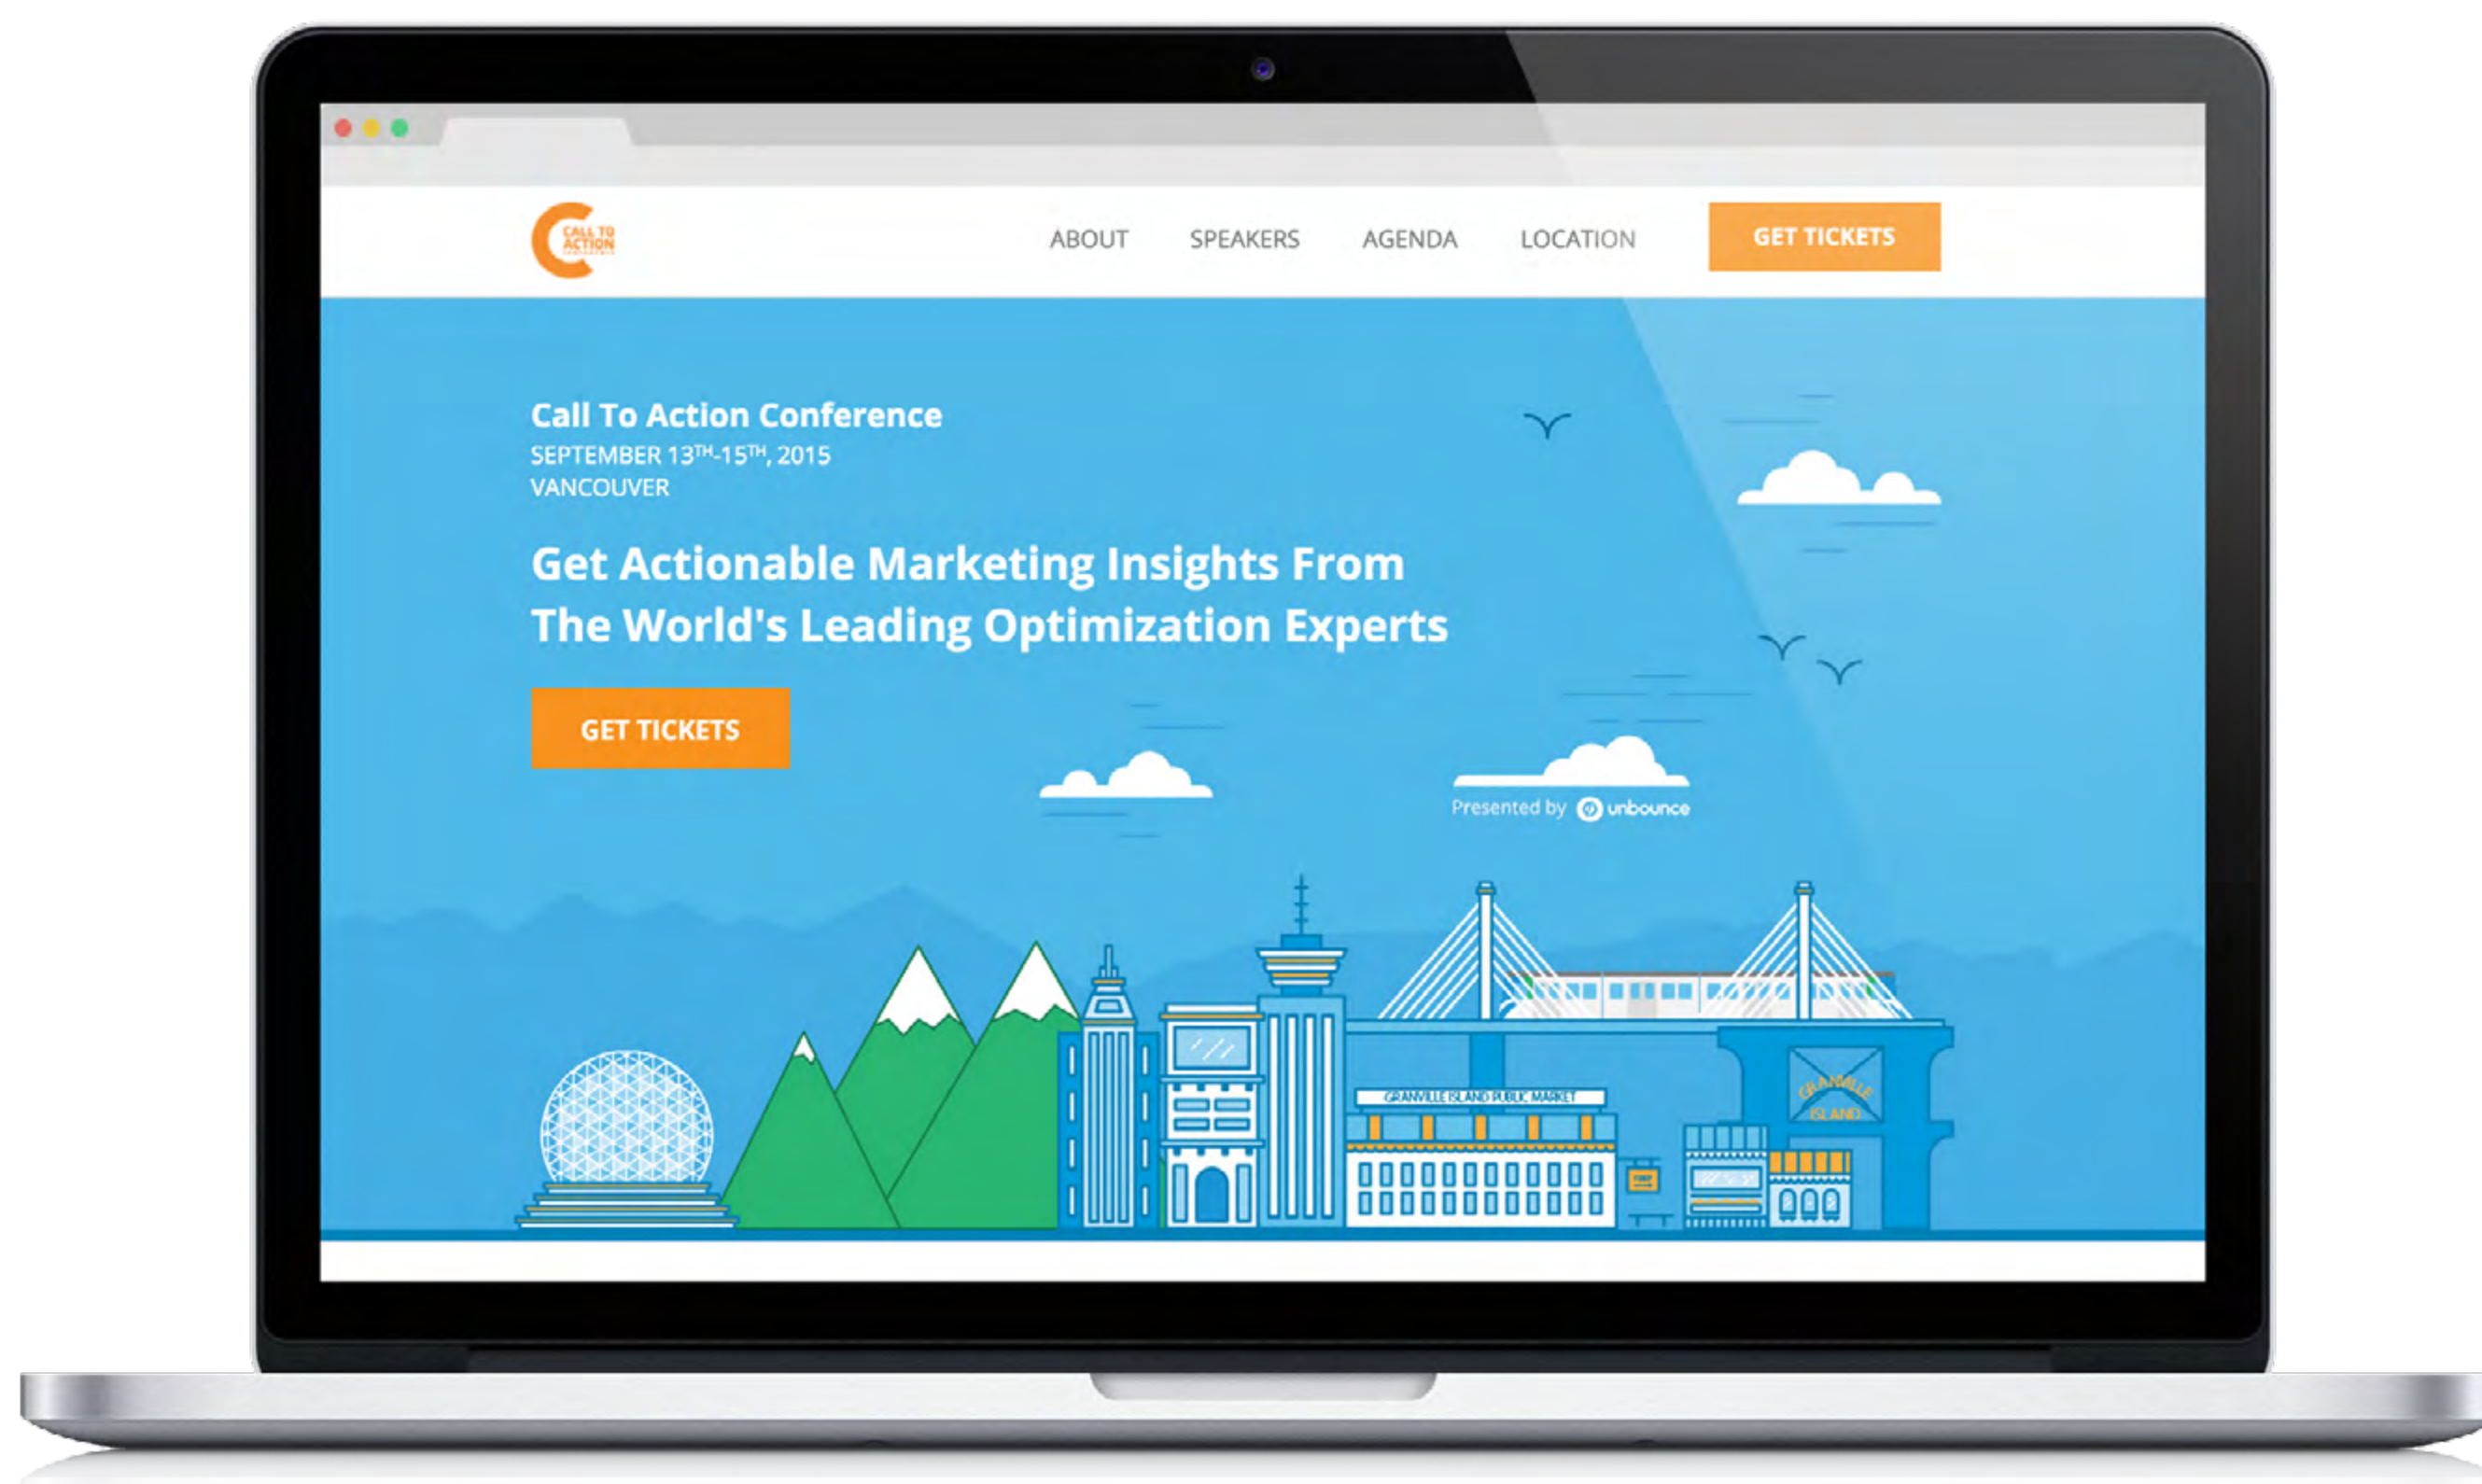 CALL TO
ACTION
ABOUT
SPEAKERS
AGENDA
LOCATION
GET TICKETS
Call To Action Conference
SEPTEMBER 13TH-15TH, 2015
VANCOUVER
Get Actionable Marketing Insights From
The World's Leading Optimization Experts
GET TICKETS
Presented by unbounce
GRANVILLE ISLAND PUBLIC MARKET
GRANVILLE
ISLAND